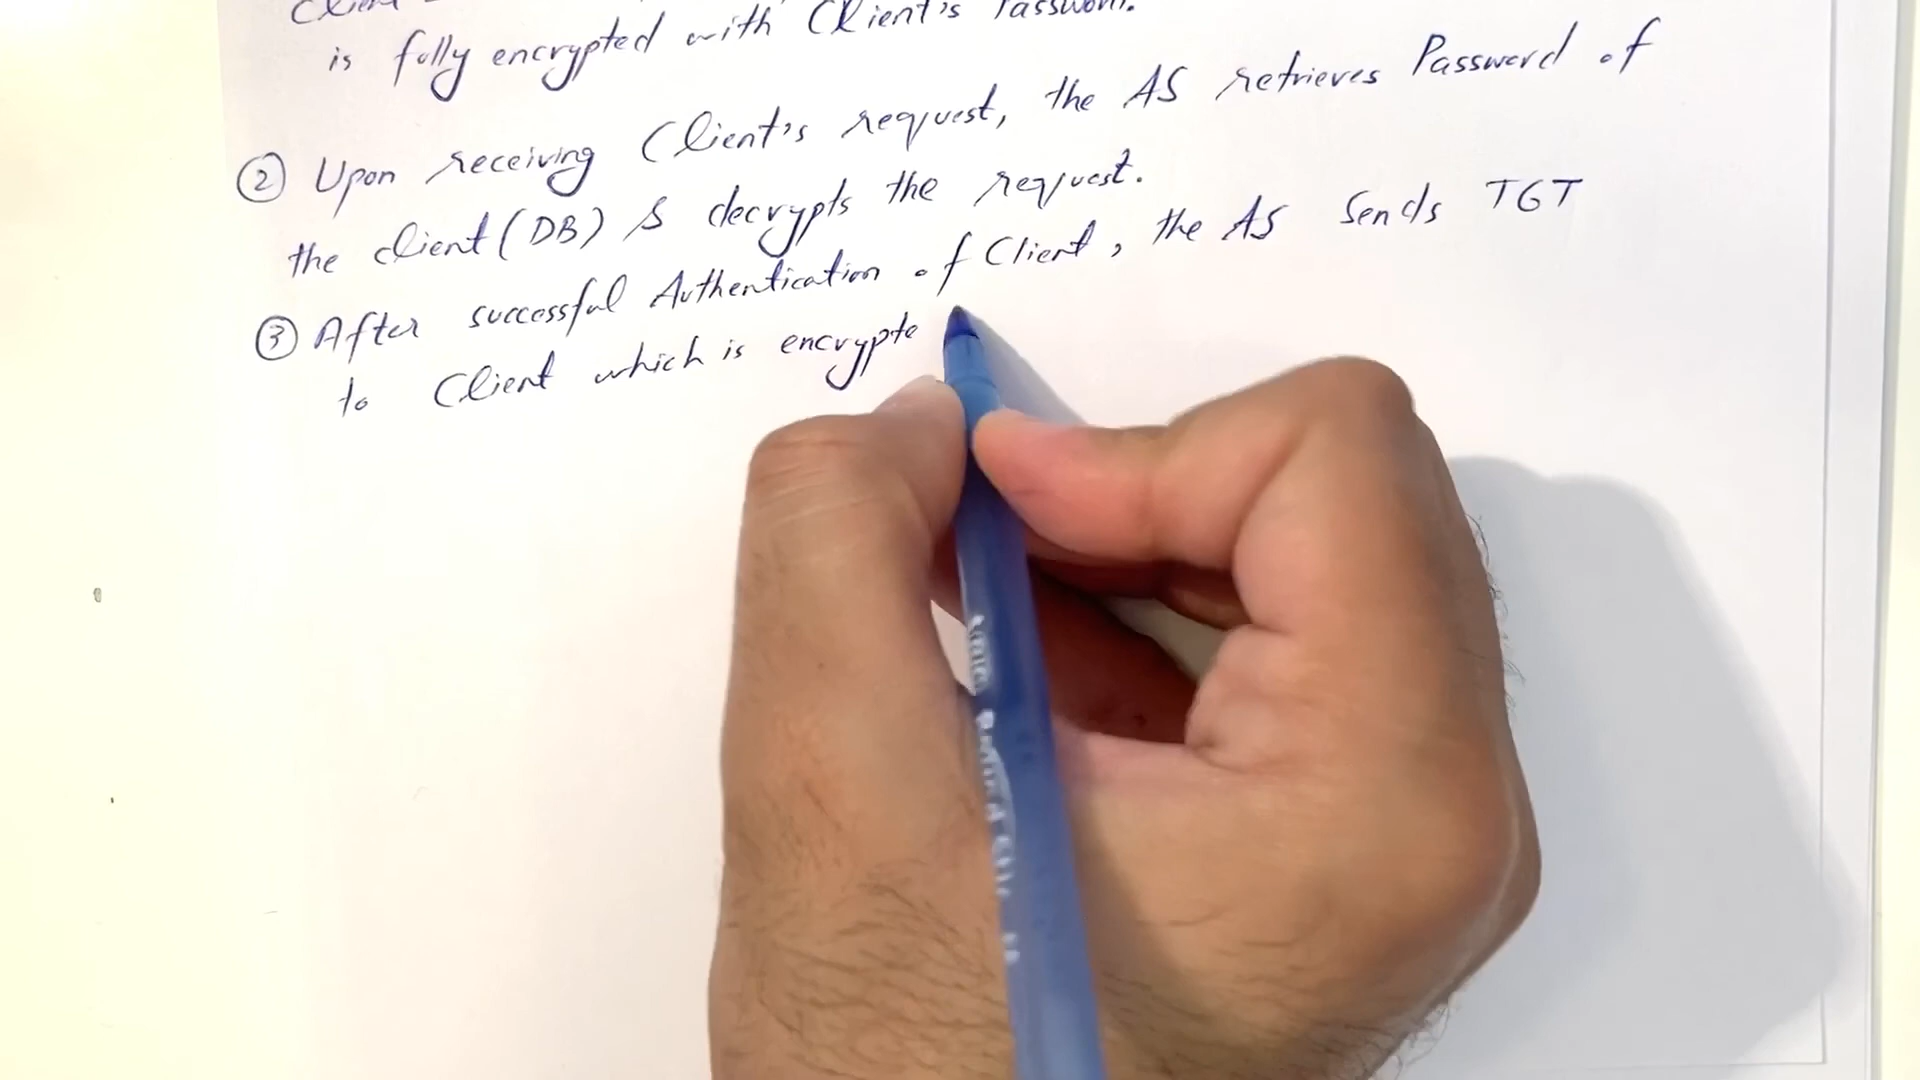 is fully encrypted with Client's Password.
② Upon receiving Client's request, the AS retrieves Password of
the client (DB) & decrypts the request.
③ After successful Authentication of Client, the AS Sends TGT
to Client which is encrypte